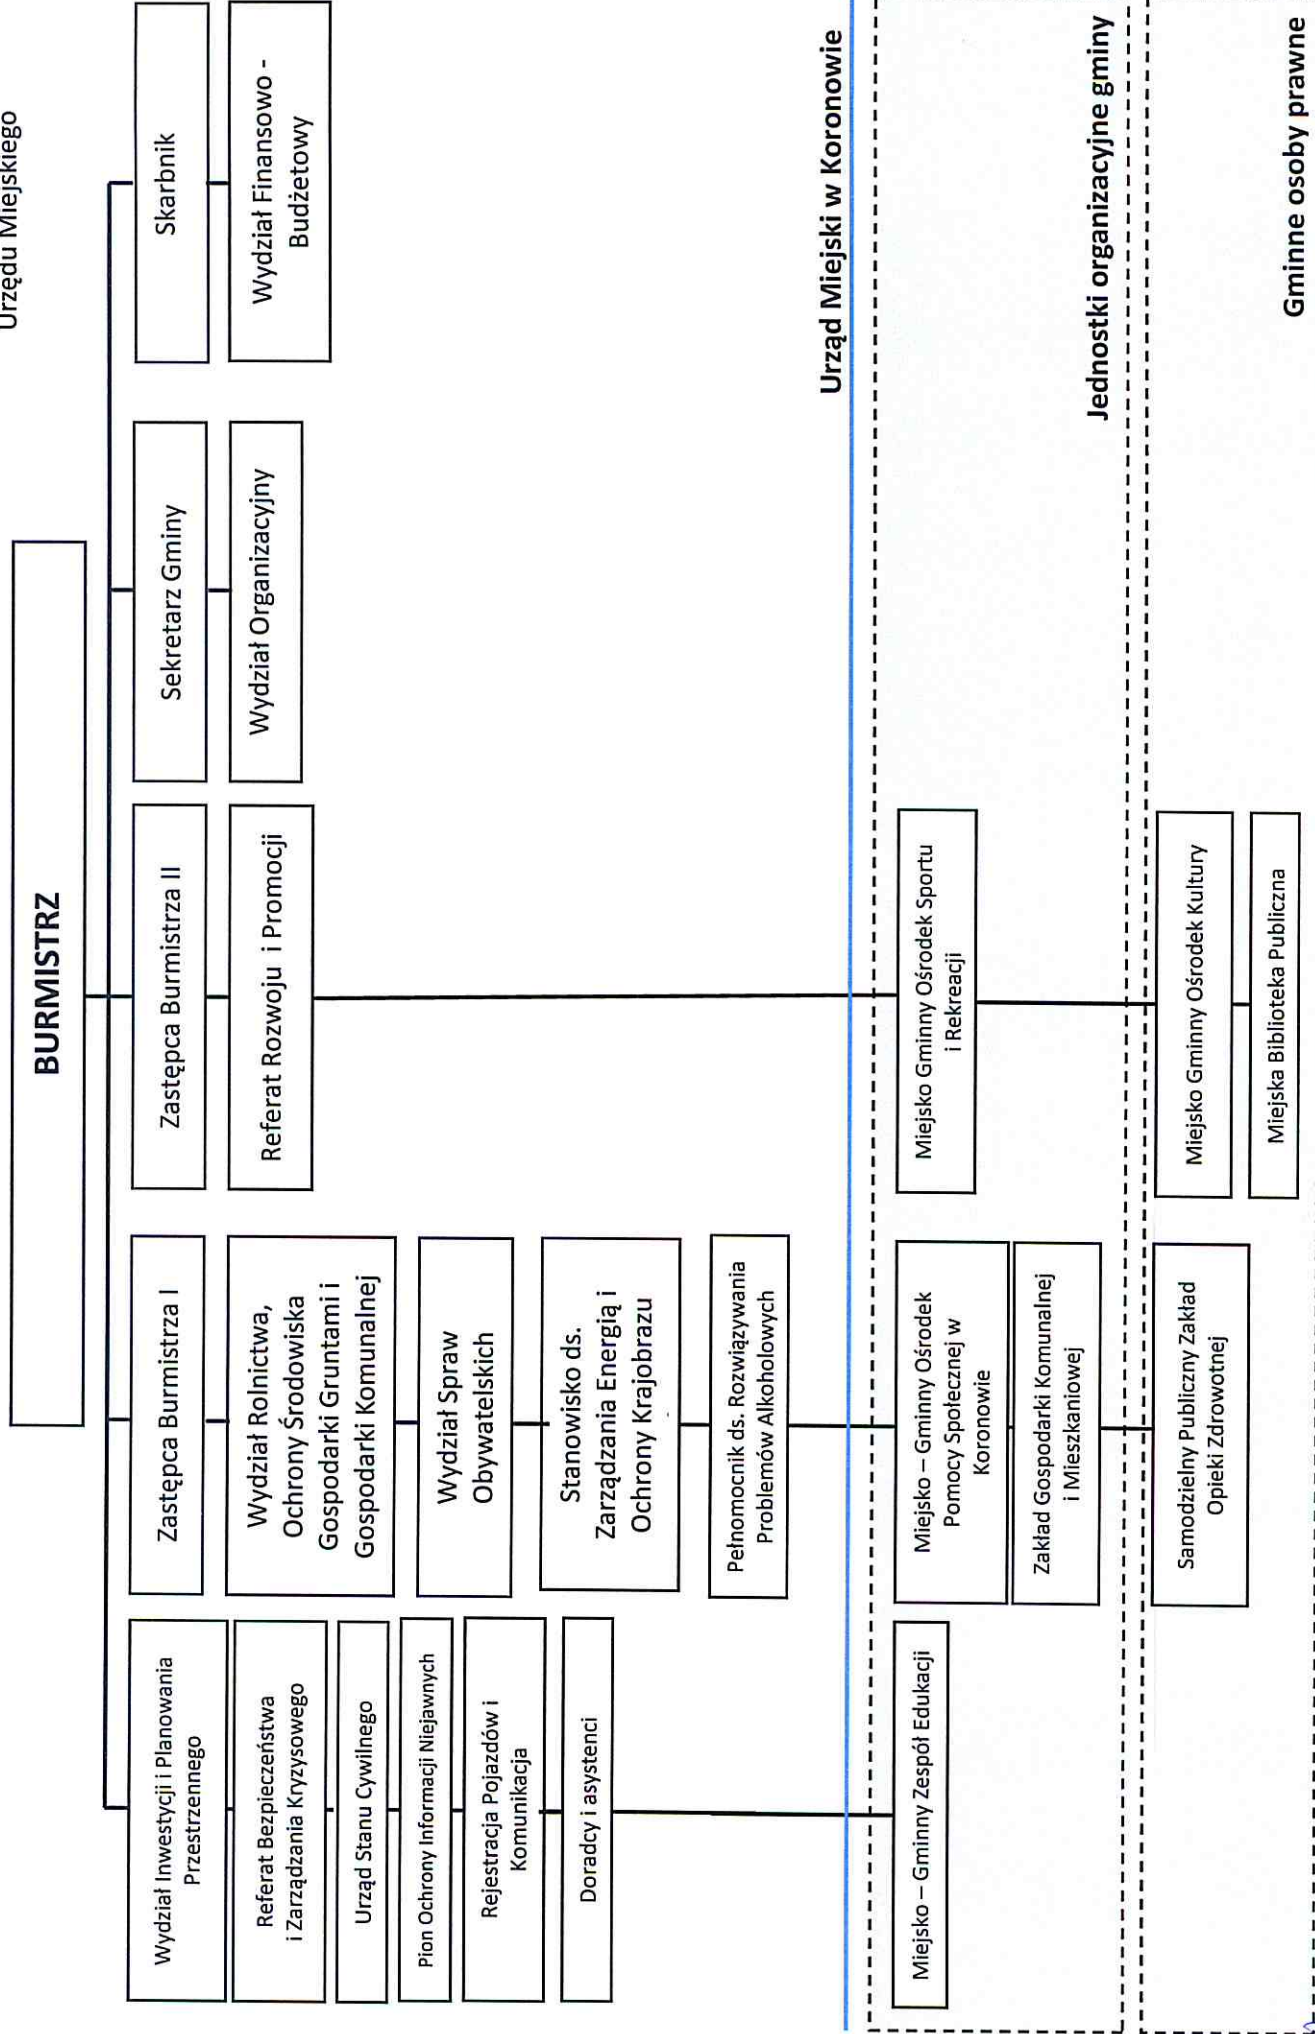 Urzędu Miejskiego
BURMISTRZ
Wydział Inwestycji i Planowania
Przestrzennego
Referat Bezpieczeństwa
i Zarządzania Kryzysowego
Urząd Stanu Cywilnego
Pion Ochrony Informacji Niejawnych
Rejestracja Pojazdów i
Komunikacja
Doradcy i asystenci
Zastępca Burmistrza I
Wydział Rolnictwa,
Ochrony Środowiska
Gospodarki Gruntami i
Gospodarki Komunalnej
Wydział Spraw
Obywatelskich
Stanowisko ds.
Zarządzania Energią i
Ochrony Krajobrazu
Pełnomocnik ds. Rozwiązywania
Problemów Alkoholowych
Zastępca Burmistrza II
Referat Rozwoju i Promocji
Sekretarz Gminy
Wydział Organizacyjny
Skarbnik
Wydział Finansowo -
Budżetowy
Urząd Miejski w Koronowie
Miejsko – Gminny Zespół Edukacji
Miejsko – Gminny Ośrodek
Pomocy Społecznej w
Koronowie
Zakład Gospodarki Komunalnej
i Mieszkaniowej
Miejsko Gminny Ośrodek Sportu
i Rekreacji
Jednostki organizacyjne gminy
Samodzielny Publiczny Zakład
Opieki Zdrowotnej
Miejsko Gminny Ośrodek Kultury
Miejska Biblioteka Publiczna
Gminne osoby prawne